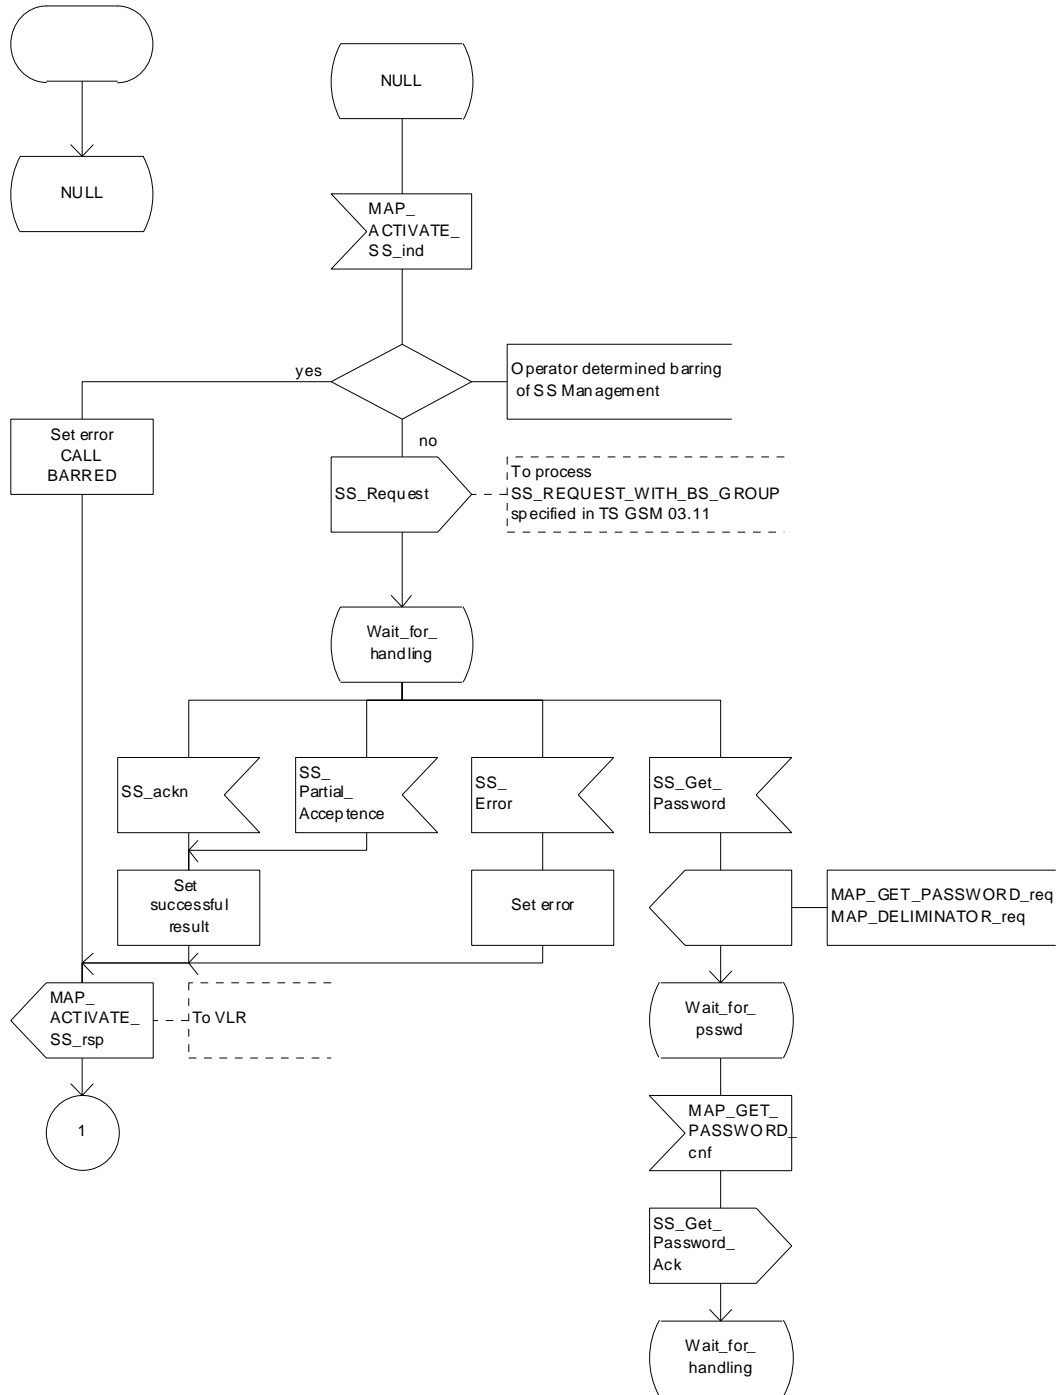 NULL
NULL
MAP_
ACTIVATE_
SS_ind
yes
Operator determined barring
of SS Management
Set error
CALL
BARRED
no
SS_Request
To process
SS_REQUEST_WITH_BS_GROUP
specified in TS GSM 03.11
Wait_for_
handling
SS_ackn
SS_
Partial_
Acceptence
SS_
Error
SS_Get_
Password
Set
successful
result
Set error
MAP_GET_PASSWORD_req
MAP_DELIMINATOR_req
MAP_
ACTIVATE_
SS_rsp
To VLR
Wait_for_
psswd
1
MAP_GET_
PASSWORD_
cnf
SS_Get_
Password_
Ack
Wait_for_
handling